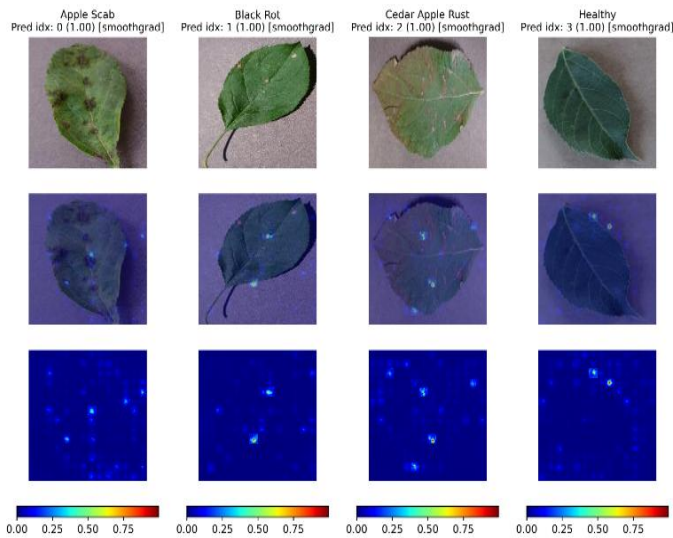 Apple Scab
Pred idx: 0 (1.00) [smoothgrad]
Black Rot
Pred idx: 1 (1.00) [smoothgrad]
Cedar Apple Rust
Pred idx: 2 (1.00) [smoothgrad]
Healthy
Pred idx: 3 (1.00) [smoothgrad]
0.00 0.25 0.50 0.75
0.00 0.25 0.50 0.75
0.00 0.25 0.50 0.75
0.00 0.25 0.50 0.75